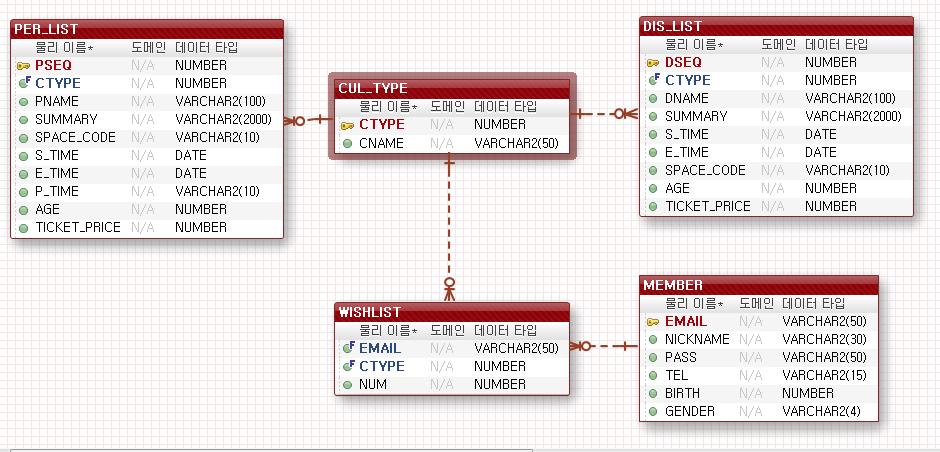 PER_LIST
물리 이름* 도메인 데이터 타입
PSEQ N/A NUMBER
CTYPE N/A NUMBER
PNAME N/A VARCHAR2(100)
SUMMARY N/A VARCHAR2(2000)
SPACE_CODE N/A VARCHAR2(10)
S_TIME N/A DATE
E_TIME N/A DATE
P_TIME N/A VARCHAR2(10)
AGE N/A NUMBER
TICKET_PRICE N/A NUMBER
CUL_TYPE
물리 이름* 도메인 데이터 타입
CTYPE N/A NUMBER
CNAME N/A VARCHAR2(50)
DIS_LIST
물리 이름* 도메인 데이터 타입
DSEQ N/A NUMBER
CTYPE N/A NUMBER
DNAME N/A VARCHAR2(100)
SUMMARY N/A VARCHAR2(2000)
S_TIME N/A DATE
E_TIME N/A DATE
SPACE_CODE N/A VARCHAR2(10)
AGE N/A NUMBER
TICKET_PRICE N/A NUMBER
WISHLIST
물리 이름* 도메인 데이터 타입
EMAIL N/A VARCHAR2(50)
CTYPE N/A NUMBER
NUM N/A NUMBER
MEMBER
물리 이름* 도메인 데이터 타입
EMAIL N/A VARCHAR2(50)
NICKNAME N/A VARCHAR2(30)
PASS N/A VARCHAR2(50)
TEL N/A VARCHAR2(15)
BIRTH N/A NUMBER
GENDER N/A VARCHAR2(4)